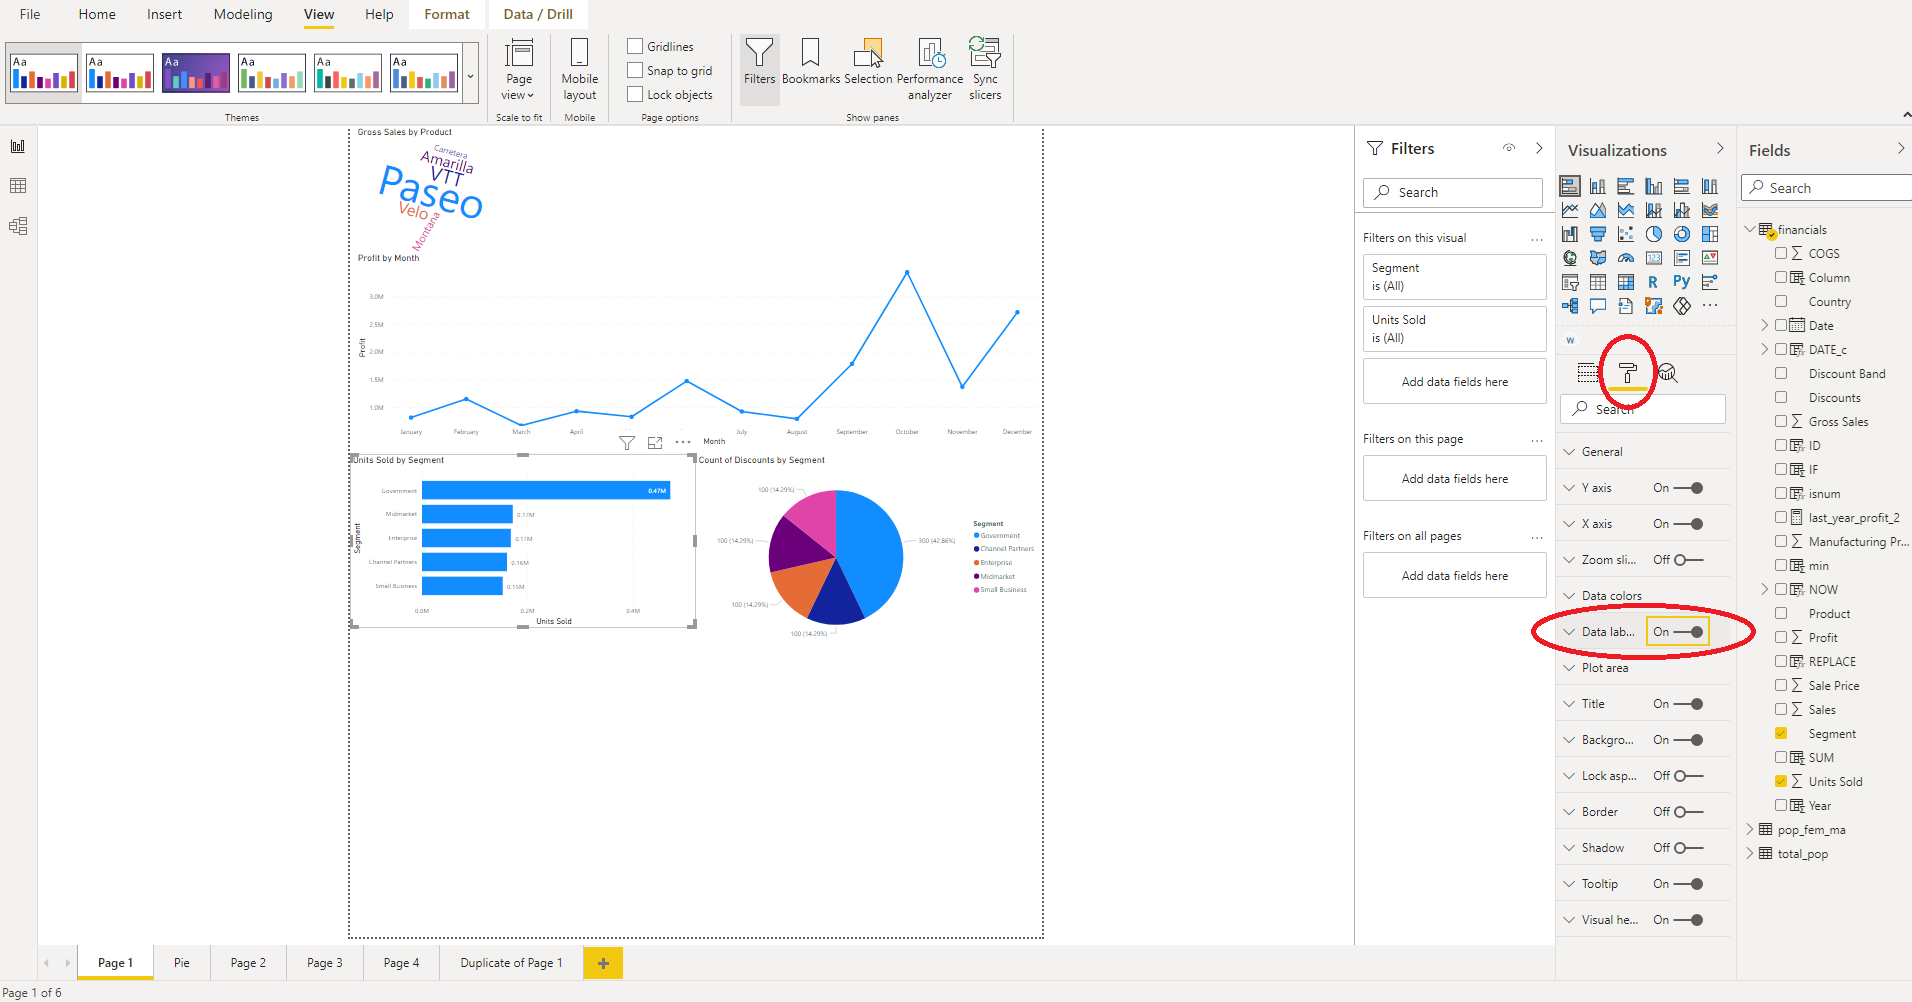 File Home Insert Modeling View Help Format Data / Drill
Aa Aa Aa Aa Aa Aa
Themes
Page view
Scale to fit
Mobile layout
Mobile
Gridlines
Snap to grid
Lock objects
Page options
Filters
Bookmarks
Selection
Performance analyzer
Sync slicers
Show panes
Gross Sales by Product
Carretera
Amarilla
VTT
Paseo
Velo
Montana
Profit by Month
3.0M
2.5M
2.0M
1.5M
1.0M
Profit
January February March April July August September October November December
Month
Units Sold by Segment
Segment
Government 0.47M
Midmarket 0.17M
Enterprise 0.17M
Channel Partners 0.16M
Small Business 0.15M
0.0M 0.2M 0.4M
Units Sold
Count of Discounts by Segment
100 (14.29%)
100 (14.29%)
300 (42.86%)
100 (14.29%)
100 (14.29%)
Segment
Government
Channel Partners
Enterprise
Midmarket
Small Business
Filters
Search
Filters on this visual ...
Segment
is (All)
Units Sold
is (All)
Add data fields here
Filters on this page ...
Add data fields here
Filters on all pages ...
Add data fields here
Visualizations
123
R Py
...
W
Search
General
Y axis On
X axis On
Zoom sli... Off
Data colors
Data lab... On
Plot area
Title On
Backgro... On
Lock asp... Off
Border Off
Shadow Off
Tooltip On
Visual he... On
Fields
Search
financials
COGS
Column
Country
Date
DATE_c
Discount Band
Discounts
Gross Sales
ID
IF
isnum
last_year_profit_2
Manufacturing Pr...
min
NOW
Product
Profit
REPLACE
Sale Price
Sales
Segment
SUM
Units Sold
Year
pop_fem_ma
total_pop
Page 1 Pie Page 2 Page 3 Page 4 Duplicate of Page 1 +
Page 1 of 6